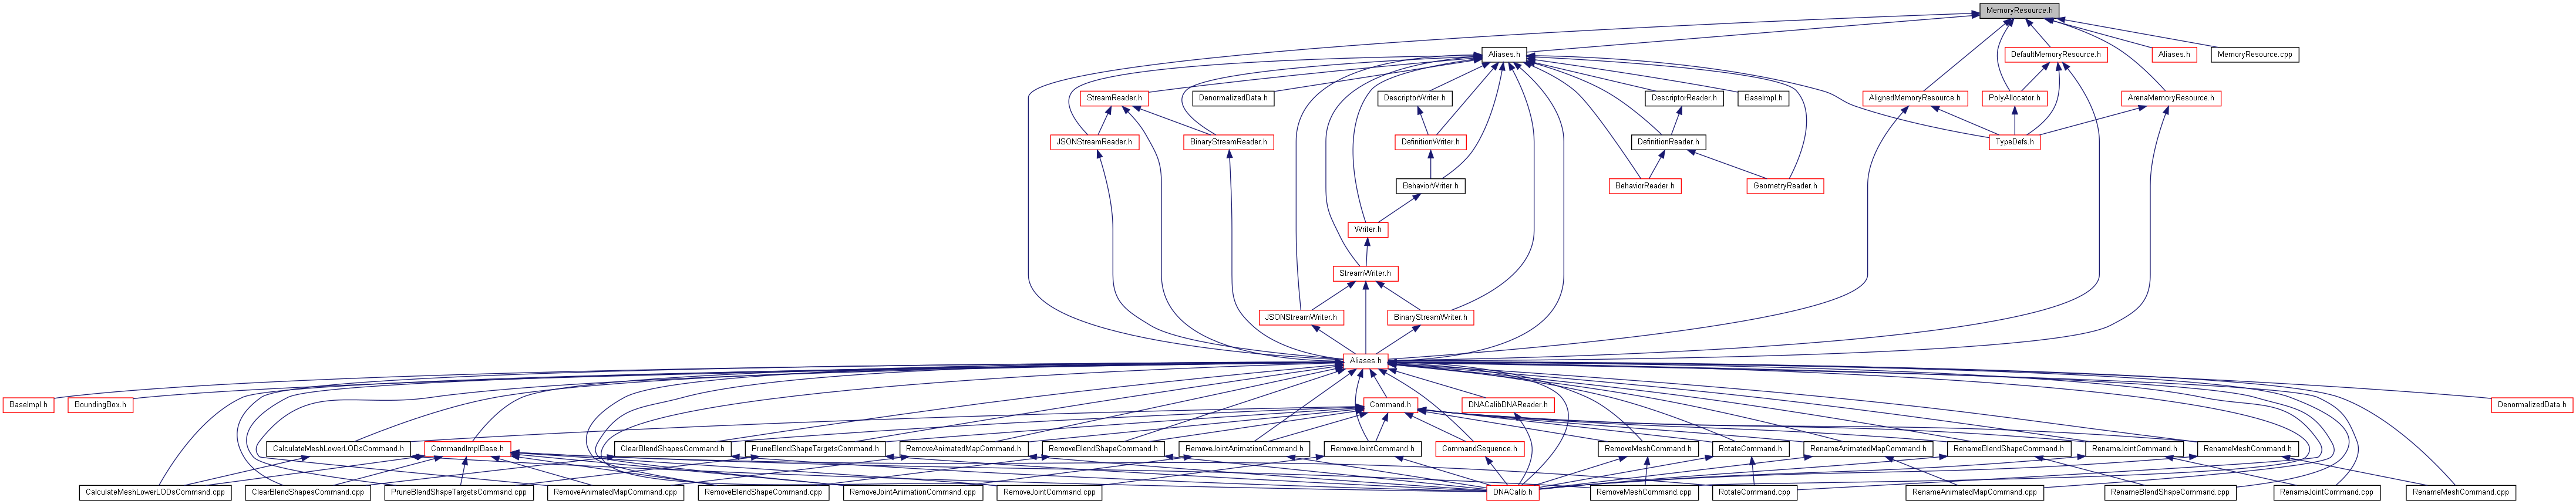 MemoryResource.h
Aliases.h
DefaultMemoryResource.h
Aliases.h
MemoryResource.cpp
StreamReader.h
DenormalizedData.h
DescriptorWriter.h
DescriptorReader.h
BaseImpl.h
AlignedMemoryResource.h
PolyAllocator.h
ArenaMemoryResource.h
JSONStreamReader.h
BinaryStreamReader.h
DefinitionWriter.h
DefinitionReader.h
TypeDefs.h
BehaviorWriter.h
BehaviorReader.h
GeometryReader.h
Writer.h
StreamWriter.h
JSONStreamWriter.h
BinaryStreamWriter.h
Aliases.h
BaseImpl.h
BoundingBox.h
Command.h
DNACalibDNAReader.h
DenormalizedData.h
CalculateMeshLowerLODsCommand.h
CommandImplBase.h
ClearBlendShapesCommand.h
PruneBlendShapeTargetsCommand.h
RemoveAnimatedMapCommand.h
RemoveBlendShapeCommand.h
RemoveJointAnimationCommand.h
RemoveJointCommand.h
CommandSequence.h
RemoveMeshCommand.h
RotateCommand.h
RenameAnimatedMapCommand.h
RenameBlendShapeCommand.h
RenameJointCommand.h
RenameMeshCommand.h
CalculateMeshLowerLODsCommand.cpp
ClearBlendShapesCommand.cpp
PruneBlendShapeTargetsCommand.cpp
RemoveAnimatedMapCommand.cpp
RemoveBlendShapeCommand.cpp
RemoveJointAnimationCommand.cpp
RemoveJointCommand.cpp
DNACalib.h
RemoveMeshCommand.cpp
RotateCommand.cpp
RenameAnimatedMapCommand.cpp
RenameBlendShapeCommand.cpp
RenameJointCommand.cpp
RenameMeshCommand.cpp